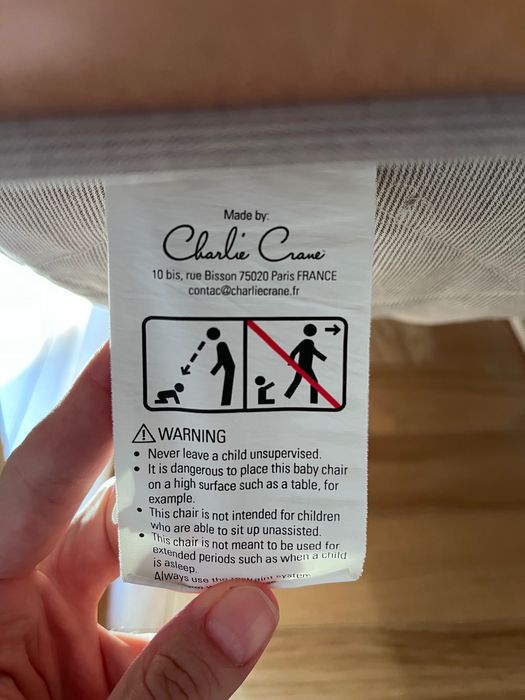 Made by:
Charlie Crane
10 bis, rue Bisson 75020 Paris FRANCE
contac@charliecrane.fr
WARNING
• Never leave a child unsupervised.
• It is dangerous to place this baby chair
on a high surface such as a table, for
example.
• This chair is not intended for children
who are able to sit up unassisted.
• This chair is not meant to be used for
extended periods such as when a child
is asleep.
Always use the restraint system